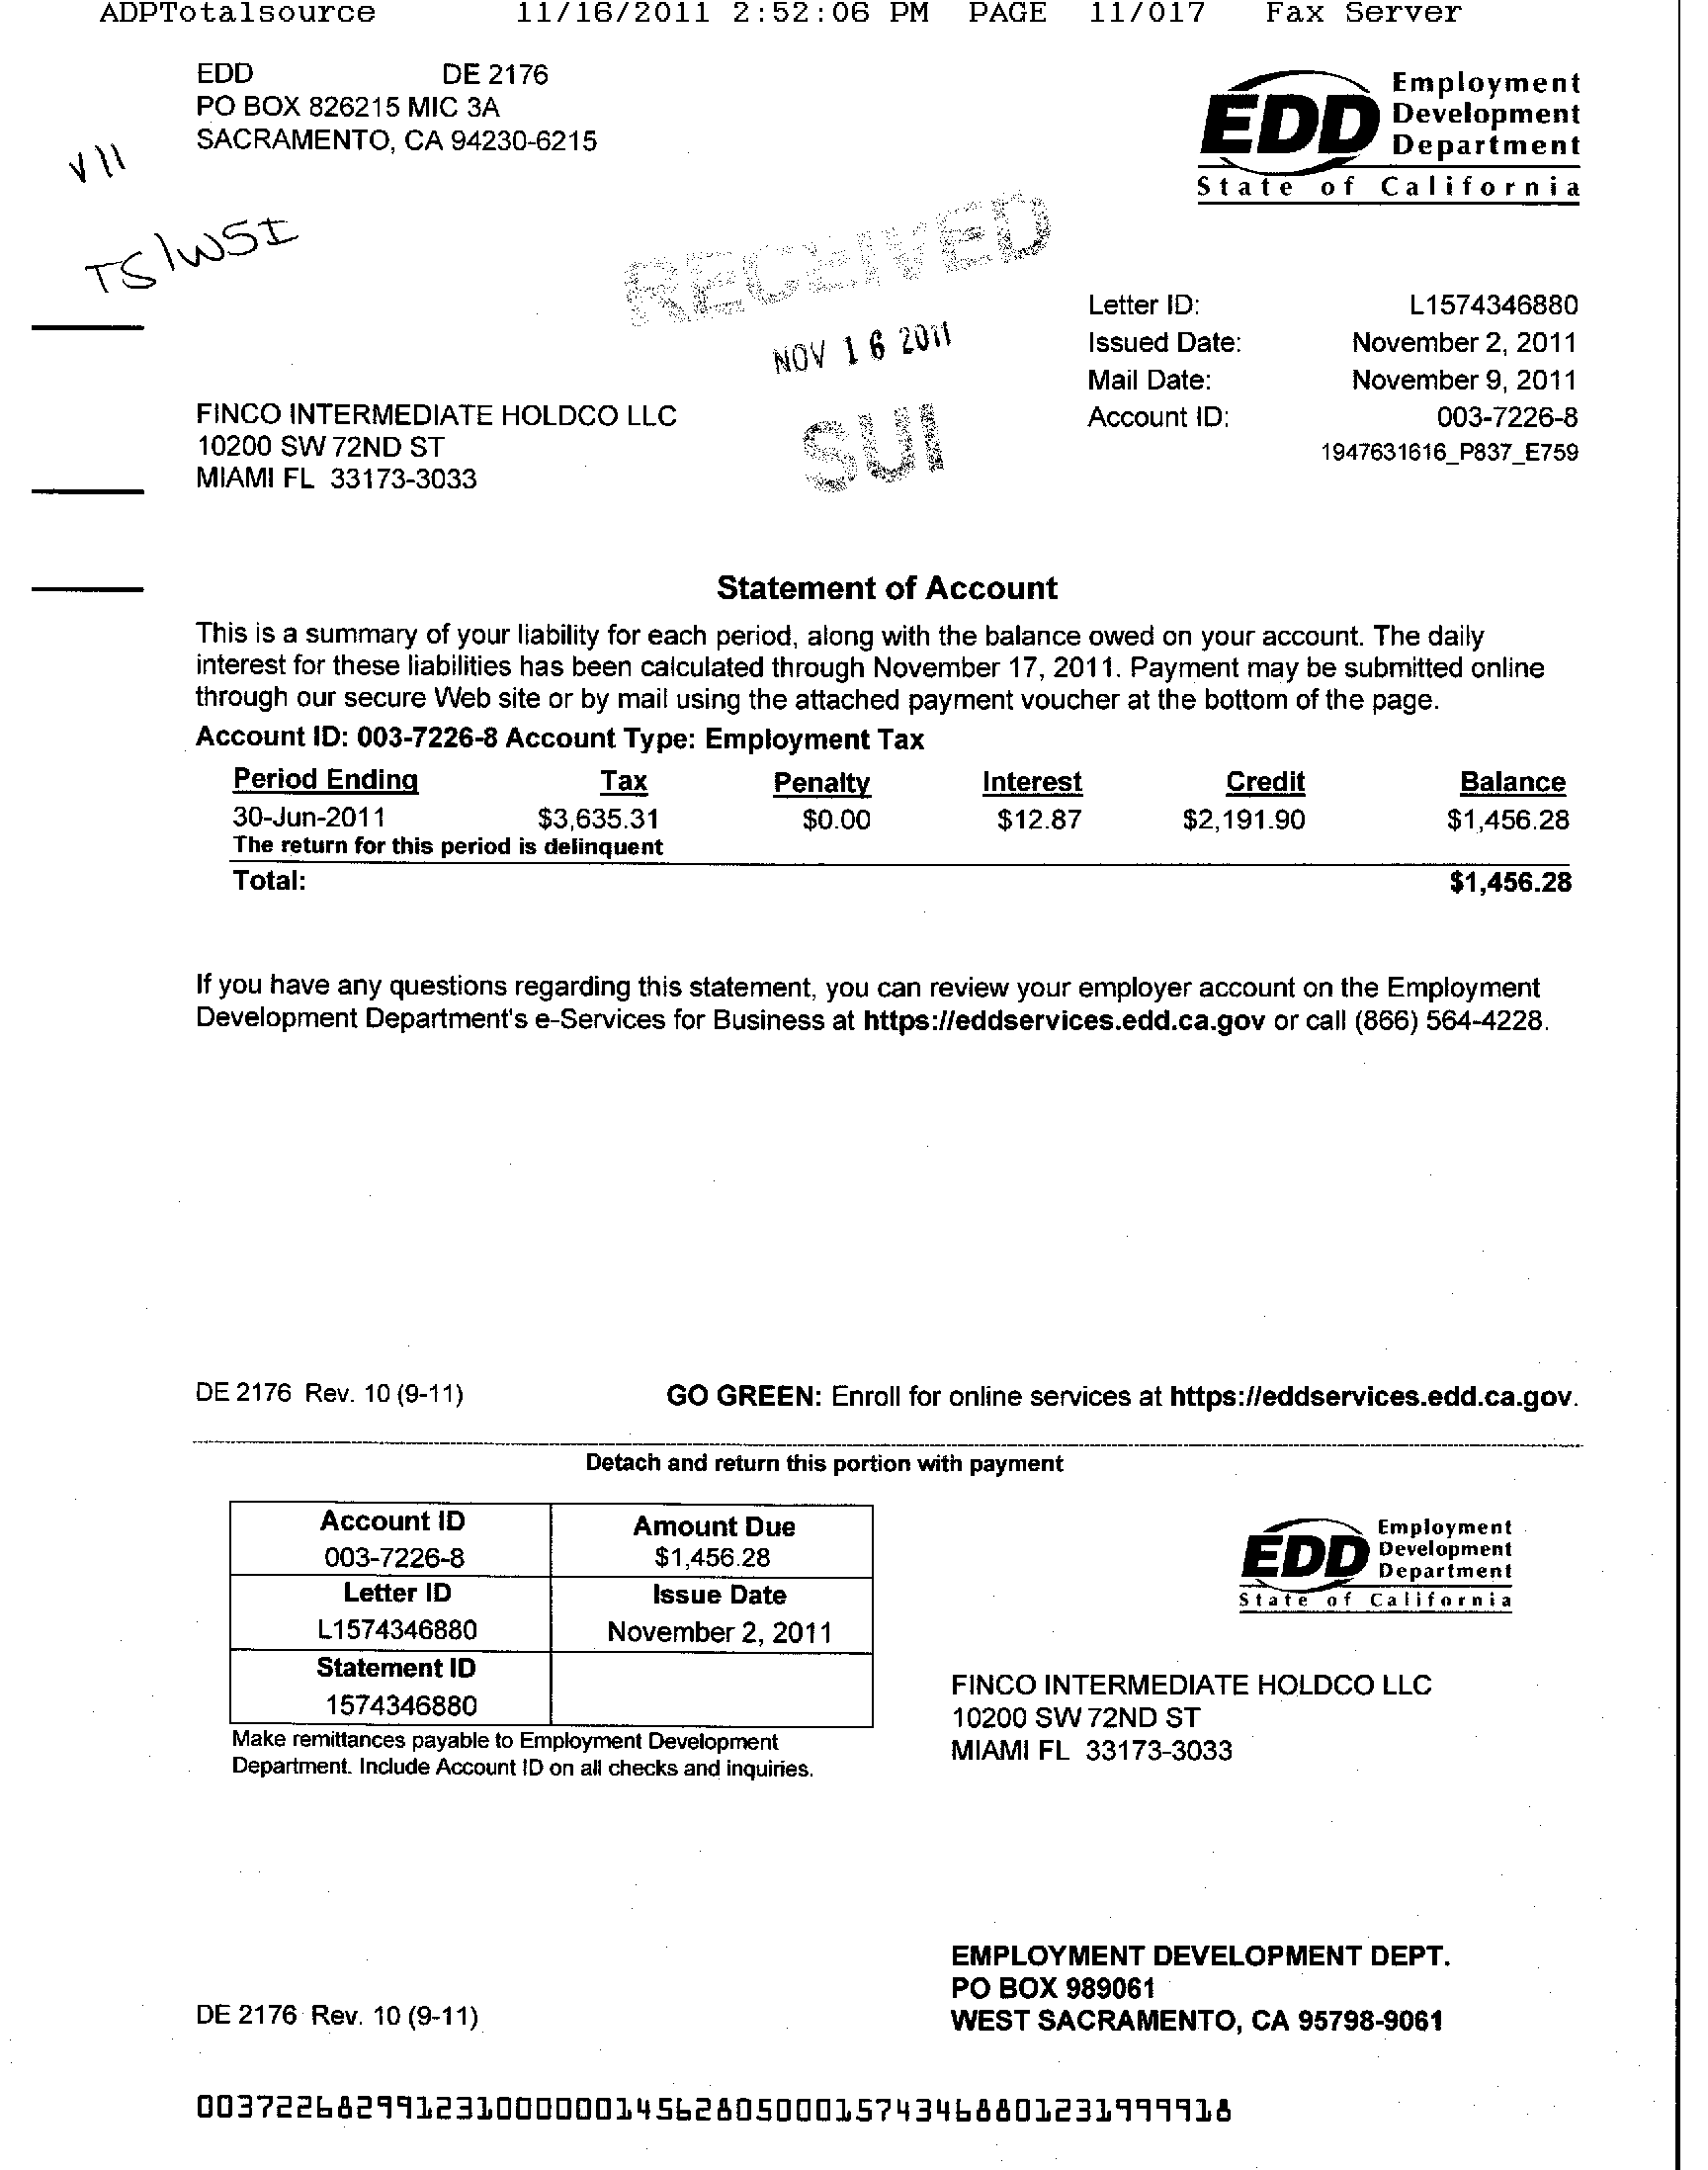 ADPTotalsource 11/16/2011 2:52:06 PM PAGE 11/017 Fax Server
EDD DE 2176
PO BOX 826215 MIC 3A
SACRAMENTO, CA 94230-6215
EDD Employment
Development
Department
State of California
V11
TS/WSI
RECEIVED
NOV 16 2011
SUI
Letter ID: L1574346880
Issued Date: November 2, 2011
Mail Date: November 9, 2011
Account ID: 003-7226-8
1947631616_P837_E759
FINCO INTERMEDIATE HOLDCO LLC
10200 SW 72ND ST
MIAMI FL 33173-3033
Statement of Account
This is a summary of your liability for each period, along with the balance owed on your account. The daily
interest for these liabilities has been calculated through November 17, 2011. Payment may be submitted online
through our secure Web site or by mail using the attached payment voucher at the bottom of the page.
Account ID: 003-7226-8 Account Type: Employment Tax
Period Ending Tax Penalty Interest Credit Balance
30-Jun-2011 $3,635.31 $0.00 $12.87 $2,191.90 $1,456.28
The return for this period is delinquent
Total: $1,456.28
If you have any questions regarding this statement, you can review your employer account on the Employment
Development Department's e-Services for Business at https://eddservices.edd.ca.gov or call (866) 564-4228.
DE 2176 Rev. 10 (9-11) GO GREEN: Enroll for online services at https://eddservices.edd.ca.gov.
Detach and return this portion with payment
Account ID Amount Due
003-7226-8 $1,456.28
Letter ID Issue Date
L1574346880 November 2, 2011
Statement ID
1574346880
Make remittances payable to Employment Development
Department. Include Account ID on all checks and inquiries.
EDD Employment
Development
Department
State of California
FINCO INTERMEDIATE HOLDCO LLC
10200 SW 72ND ST
MIAMI FL 33173-3033
EMPLOYMENT DEVELOPMENT DEPT.
PO BOX 989061
WEST SACRAMENTO, CA 95798-9061
DE 2176 Rev. 10 (9-11)
0037226829912310000001456280500015743468801231999918